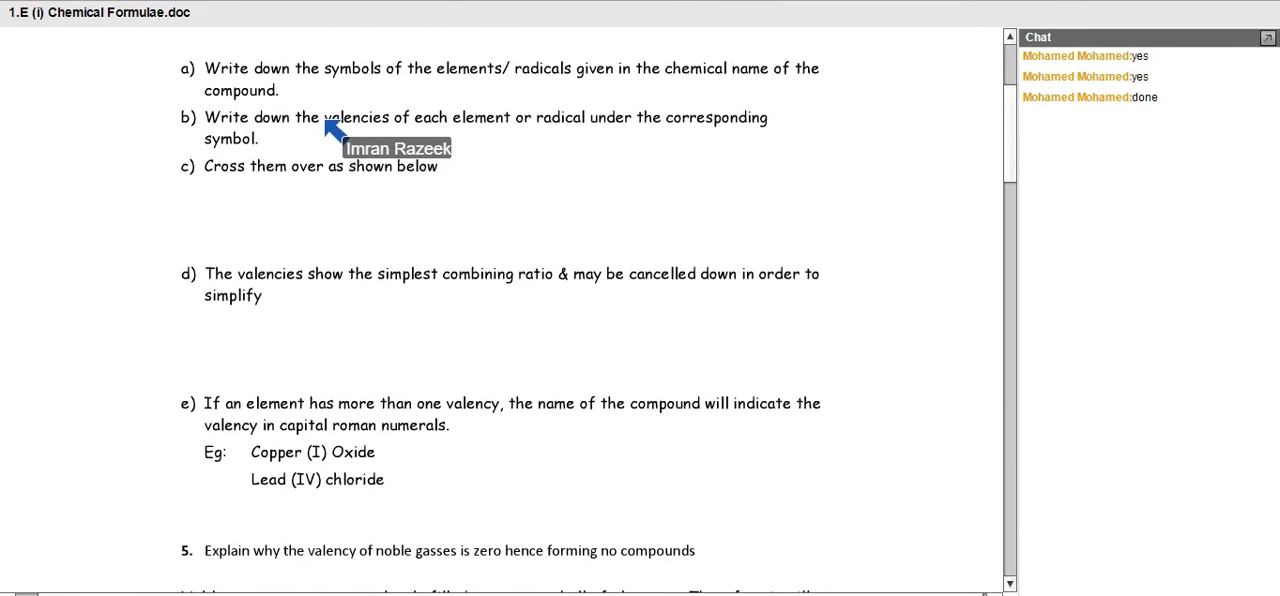 1.E (i) Chemical Formulae.doc
a) Write down the symbols of the elements/ radicals given in the chemical name of the
compound.
b) Write down the valencies of each element or radical under the corresponding
symbol.
Imran Razeek
c) Cross them over as shown below
d) The valencies show the simplest combining ratio & may be cancelled down in order to
simplify
e) If an element has more than one valency, the name of the compound will indicate the
valency in capital roman numerals.
Eg: Copper (I) Oxide
Lead (IV) chloride
5. Explain why the valency of noble gasses is zero hence forming no compounds
Chat
Mohamed Mohamed:yes
Mohamed Mohamed:yes
Mohamed Mohamed:done